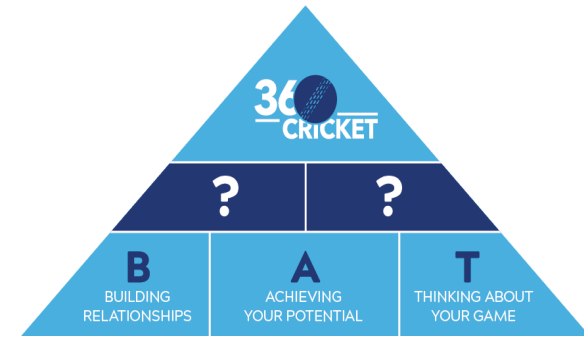 360
CRICKET
? ?
B A T
BUILDING
RELATIONSHIPS
ACHIEVING
YOUR POTENTIAL
THINKING ABOUT
YOUR GAME